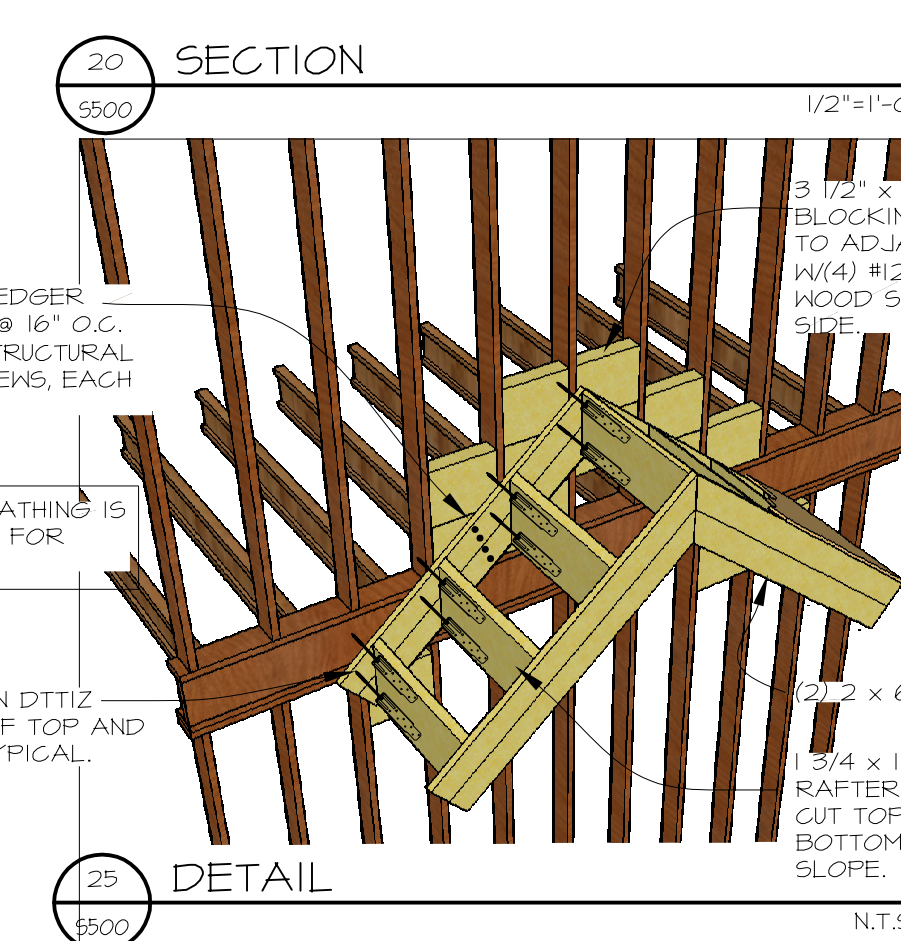 20
SECTION
S500
1/2"=1'-0
3 1/2" x
BLOCKIN
TO ADJA
W/(4) #12
WOOD S
SIDE.
EDGER
@ 16" O.C.
TRUCTURAL
EWS, EACH
ATHING IS
FOR
N DTT1Z
F TOP AND
YPICAL.
(2) 2 x 6
1 3/4 x 1
RAFTER
CUT TOP
BOTTOM
SLOPE.
25
DETAIL
S500
N.T.S